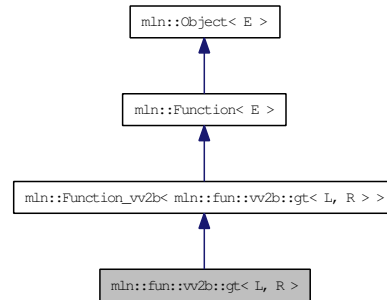 mln::Object< E >
mln::Function< E >
mln::Function_vv2b< mln::fun::vv2b::gt< L, R > >
mln::fun::vv2b::gt< L, R >